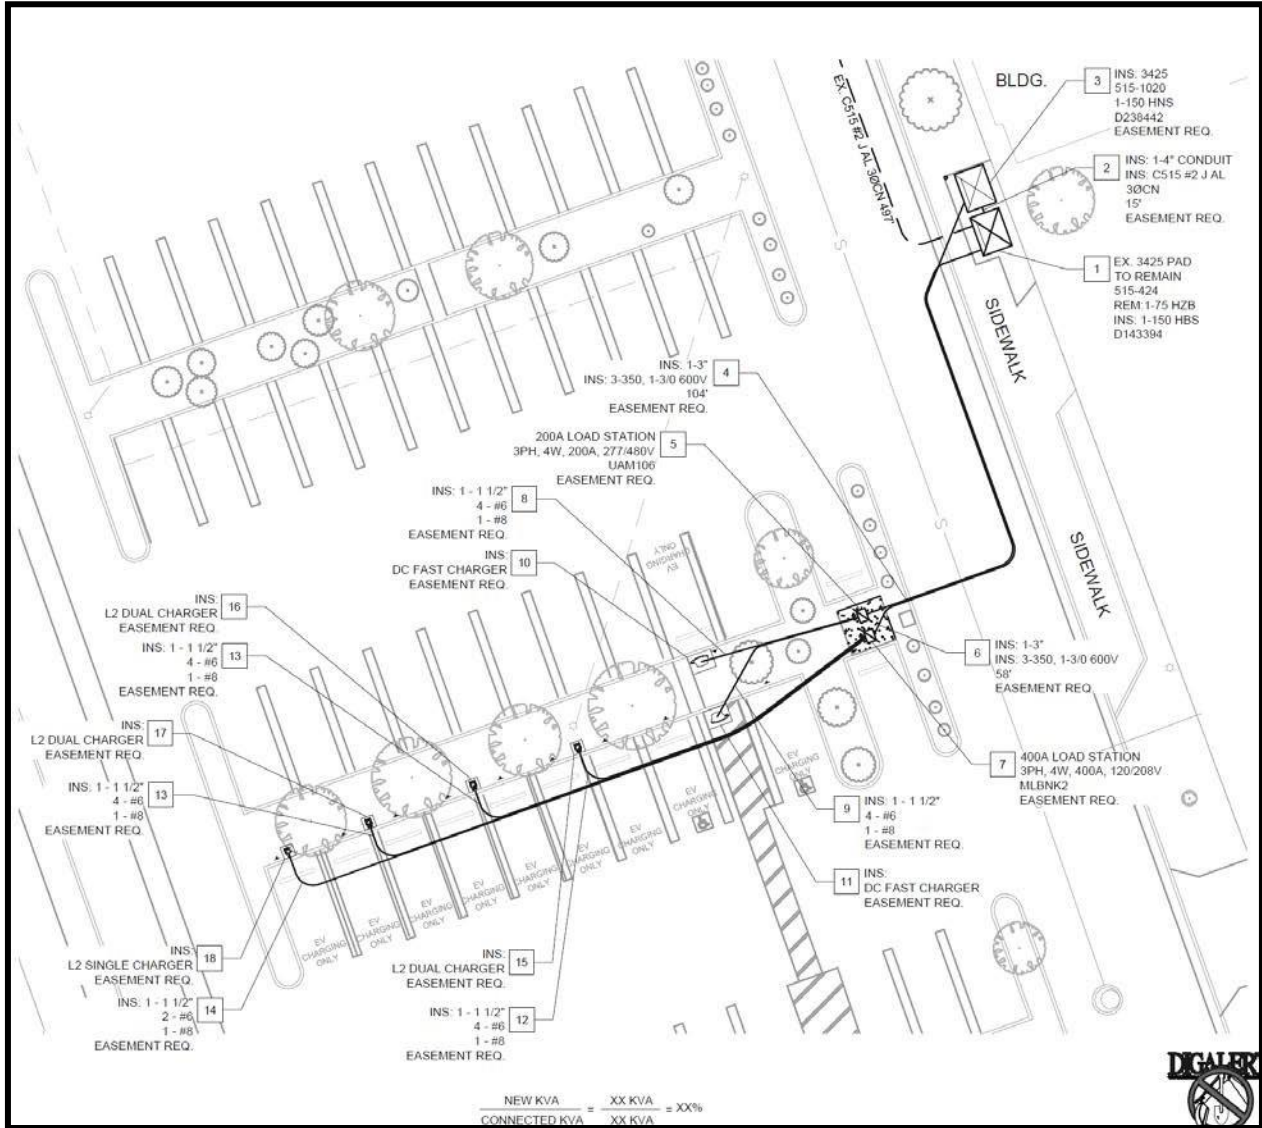 BLDG.
3
INS: 3425
515-1020
1-150 HNS
D238442
EASEMENT REQ.
EX. C515 #2 J AL 3ØCN 497'
2
INS: 1-4" CONDUIT
INS: C515 #2 J AL
3ØCN
15'
EASEMENT REQ.
1
EX. 3425 PAD
TO REMAIN
515-424
REM:1-75 HZB
INS: 1-150 HBS
D143394
S
SIDEWALK
INS: 1-3"
INS: 3-350, 1-3/0 600V
104'
EASEMENT REQ.
4
200A LOAD STATION
3PH, 4W, 200A, 277/480V
UAM106
EASEMENT REQ.
5
INS: 1 - 1 1/2"
4 - #6
1 - #8
EASEMENT REQ.
8
S
SIDEWALK
EV
CHARGING
ONLY
INS:
DC FAST CHARGER
EASEMENT REQ.
10
INS:
L2 DUAL CHARGER
EASEMENT REQ.
16
INS: 1 - 1 1/2"
4 - #6
1 - #8
EASEMENT REQ.
13
6
INS: 1-3"
INS: 3-350, 1-3/0 600V
58'
EASEMENT REQ.
INS:
L2 DUAL CHARGER
EASEMENT REQ.
17
7
400A LOAD STATION
3PH, 4W, 400A, 120/208V
MLBNK2
EASEMENT REQ.
INS: 1 - 1 1/2"
4 - #6
1 - #8
EASEMENT REQ.
13
EV
CHARGING
ONLY
EV
CHARGING
ONLY
9
INS: 1 - 1 1/2"
4 - #6
1 - #8
EASEMENT REQ.
EV
CHARGING
ONLY
EV
CHARGING
ONLY
EV
CHARGING
ONLY
EV
CHARGING
ONLY
EV
CHARGING
ONLY
EV
CHARGING
ONLY
11
INS:
DC FAST CHARGER
EASEMENT REQ.
S
INS:
L2 SINGLE CHARGER
EASEMENT REQ.
18
INS:
L2 DUAL CHARGER
EASEMENT REQ.
15
INS: 1 - 1 1/2"
2 - #6
1 - #8
EASEMENT REQ.
14
INS: 1 - 1 1/2"
4 - #6
1 - #8
EASEMENT REQ.
12
NEW KVA
CONNECTED KVA
=
XX KVA
XX KVA
= XX%